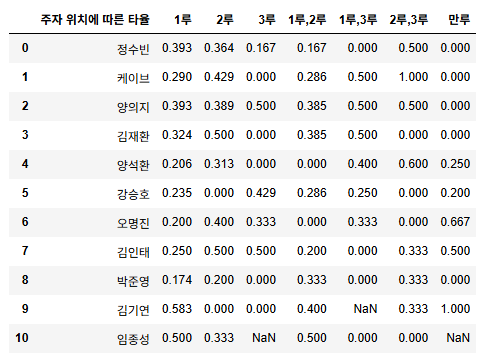 주자 위치에 따른 타율 1루 2루 3루 1루,2루 1루,3루 2루,3루 만루
0 정수빈 0.393 0.364 0.167 0.167 0.000 0.500 0.000
1 케이브 0.290 0.429 0.000 0.286 0.500 1.000 0.000
2 양의지 0.393 0.389 0.500 0.385 0.500 0.500 0.000
3 김재환 0.324 0.500 0.000 0.385 0.500 0.000 0.000
4 양석환 0.206 0.313 0.000 0.000 0.400 0.600 0.250
5 강승호 0.235 0.000 0.429 0.286 0.250 0.000 0.200
6 오명진 0.200 0.400 0.333 0.000 0.333 0.000 0.667
7 김인태 0.250 0.500 0.500 0.200 0.000 0.333 0.500
8 박준영 0.174 0.200 0.000 0.333 0.000 0.333 0.000
9 김기연 0.583 0.000 0.000 0.400 NaN 0.333 1.000
10 임종성 0.500 0.333 NaN 0.500 0.000 0.000 NaN